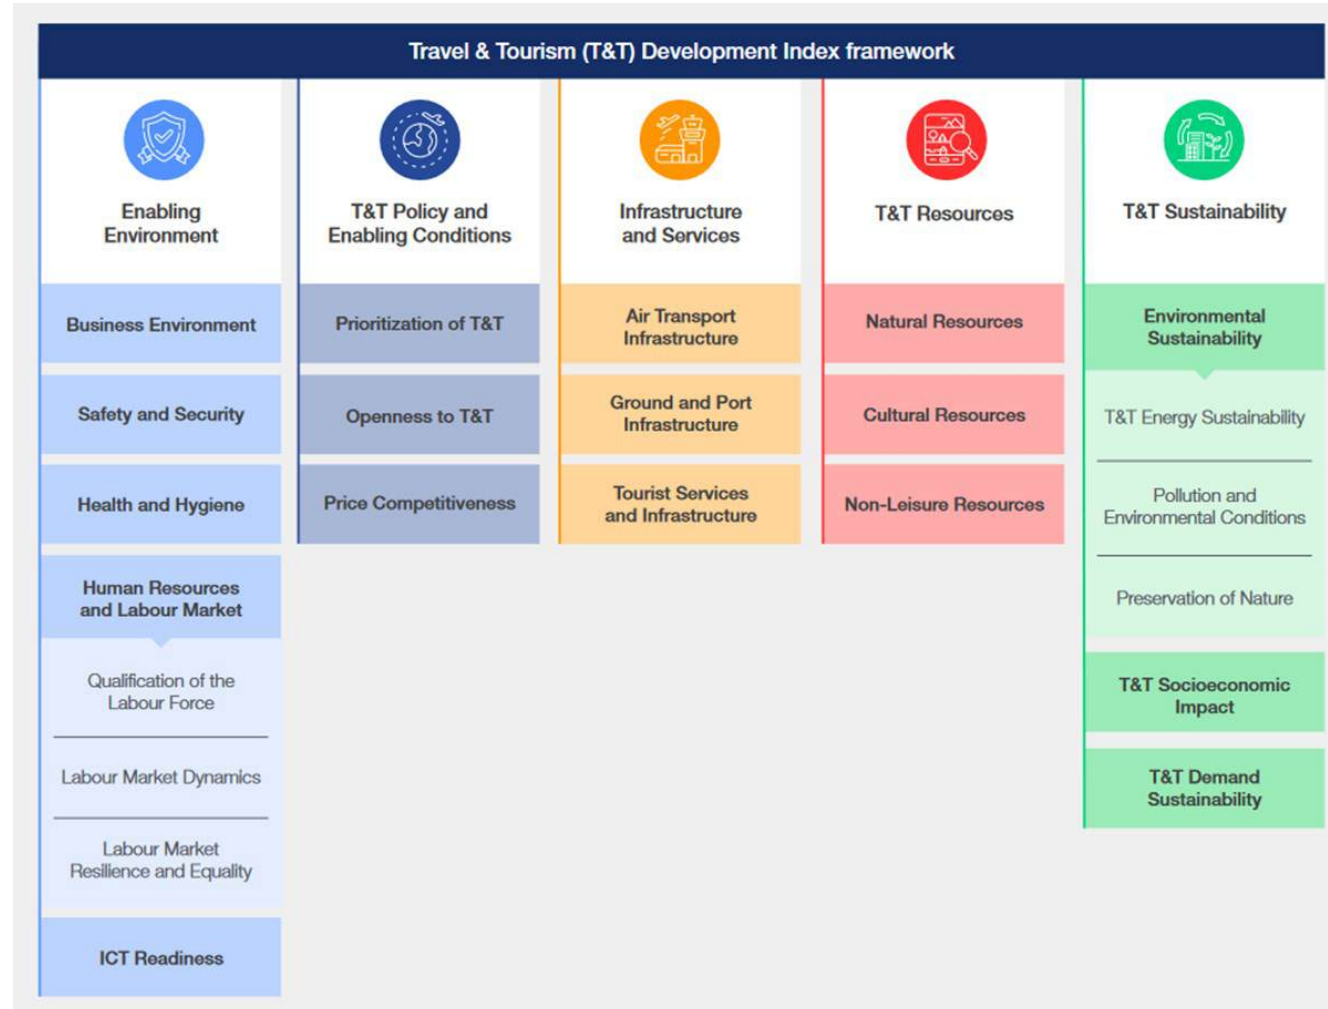 Travel & Tourism (T&T) Development Index framework
Enabling
Environment
Business Environment
Safety and Security
Health and Hygiene
Human Resources
and Labour Market
Qualification of the
Labour Force
Labour Market Dynamics
Labour Market
Resilience and Equality
ICT Readiness
T&T Policy and
Enabling Conditions
Prioritization of T&T
Openness to T&T
Price Competitiveness
Infrastructure
and Services
Air Transport
Infrastructure
Ground and Port
Infrastructure
Tourist Services
and Infrastructure
T&T Resources
Natural Resources
Cultural Resources
Non-Leisure Resources
T&T Sustainability
Environmental
Sustainability
T&T Energy Sustainability
Pollution and
Environmental Conditions
Preservation of Nature
T&T Socioeconomic
Impact
T&T Demand
Sustainability